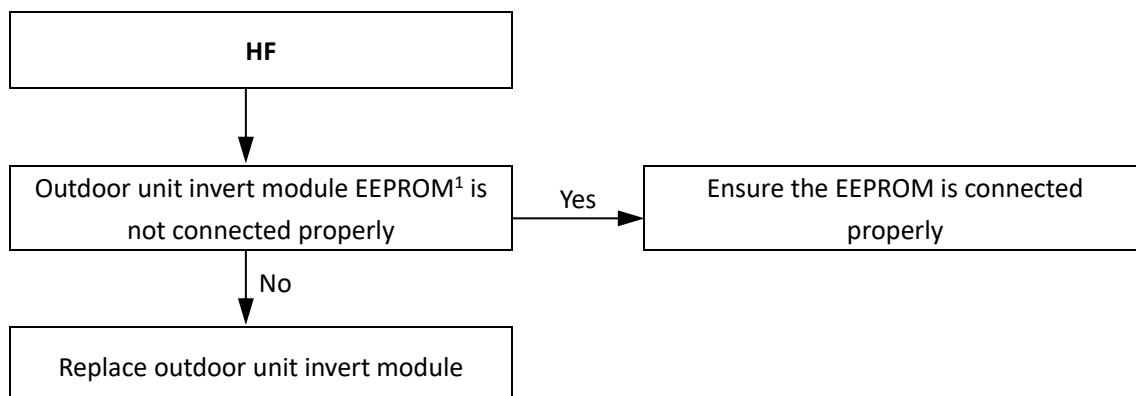 HF
Outdoor unit invert module EEPROM¹ is
not connected properly
Yes
Ensure the EEPROM is connected
properly
No
Replace outdoor unit invert module